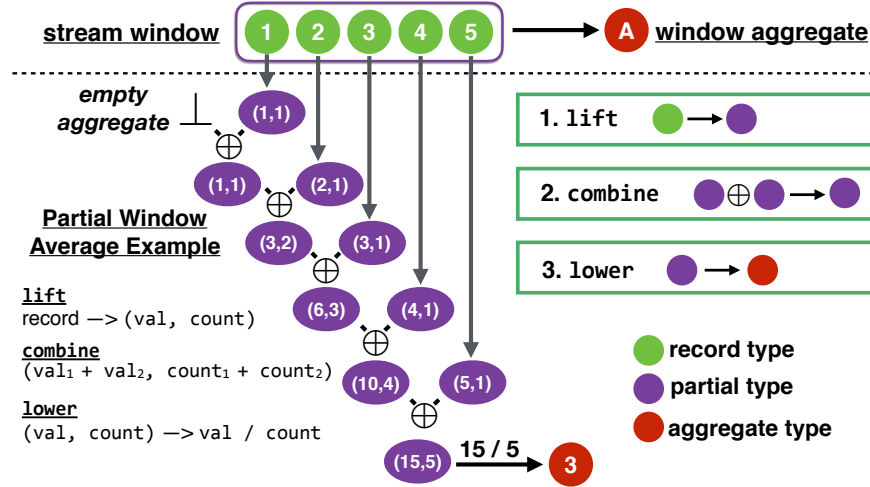 stream window 1 2 3 4 5 A window aggregate
empty
aggregate
(1,1)
(1,1) (2,1)
Partial Window
Average Example
(3,2) (3,1)
(6,3) (4,1)
(10,4) (5,1)
(15,5) 15 / 5 3
lift
record —> (val, count)
combine
(val₁ + val₂, count₁ + count₂)
lower
(val, count) —> val / count
1. lift
2. combine
3. lower
record type
partial type
aggregate type